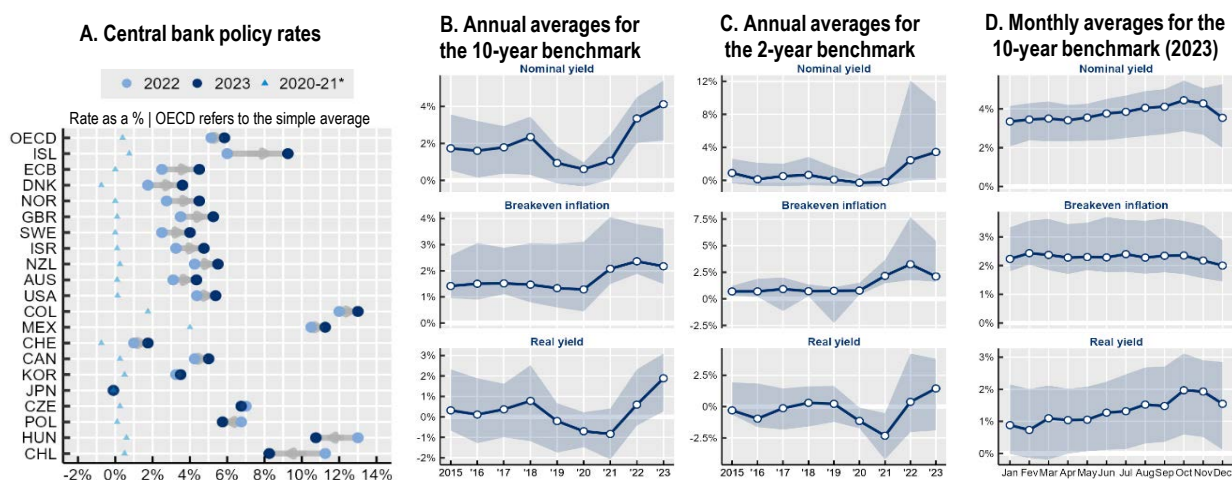 A. Central bank policy rates
2022
2023
2020-21*
Rate as a % | OECD refers to the simple average
OECD
ISL
ECB
DNK
NOR
GBR
SWE
ISR
NZL
AUS
USA
COL
MEX
CHE
CAN
KOR
JPN
CZE
POL
HUN
CHL
-2% 0% 2% 4% 6% 8% 10% 12% 14%
B. Annual averages for
the 10-year benchmark
Nominal yield
4%
2%
0%
Breakeven inflation
4%
3%
2%
1%
0%
Real yield
3%
2%
1%
0%
-1%
-2%
2015 '16 '17 '18 '19 '20 '21 '22 '23
C. Annual averages for
the 2-year benchmark
Nominal yield
12%
8%
4%
0%
Breakeven inflation
7.5%
5.0%
2.5%
0%
-2.5%
Real yield
2.5%
0%
-2.5%
2015 '16 '17 '18 '19 '20 '21 '22 '23
D. Monthly averages for the
10-year benchmark (2023)
Nominal yield
4%
2%
0%
Breakeven inflation
4%
3%
2%
1%
0%
Real yield
3%
2%
1%
0%
Jan Fev Mar Apr May Jun Jul Aug Sep Oct Nov Dec